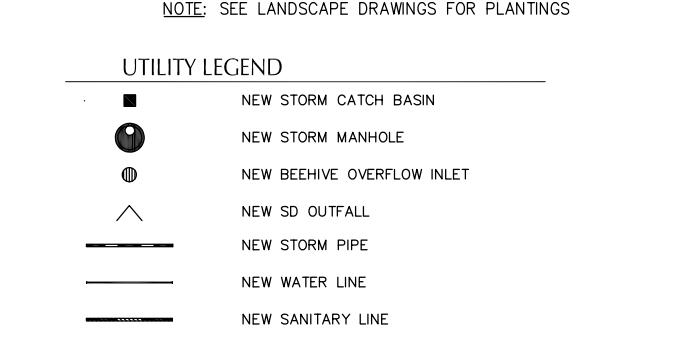 NOTE: SEE LANDSCAPE DRAWINGS FOR PLANTINGS
UTILITY LEGEND
NEW STORM CATCH BASIN
NEW STORM MANHOLE
NEW BEEHIVE OVERFLOW INLET
NEW SD OUTFALL
NEW STORM PIPE
NEW WATER LINE
NEW SANITARY LINE